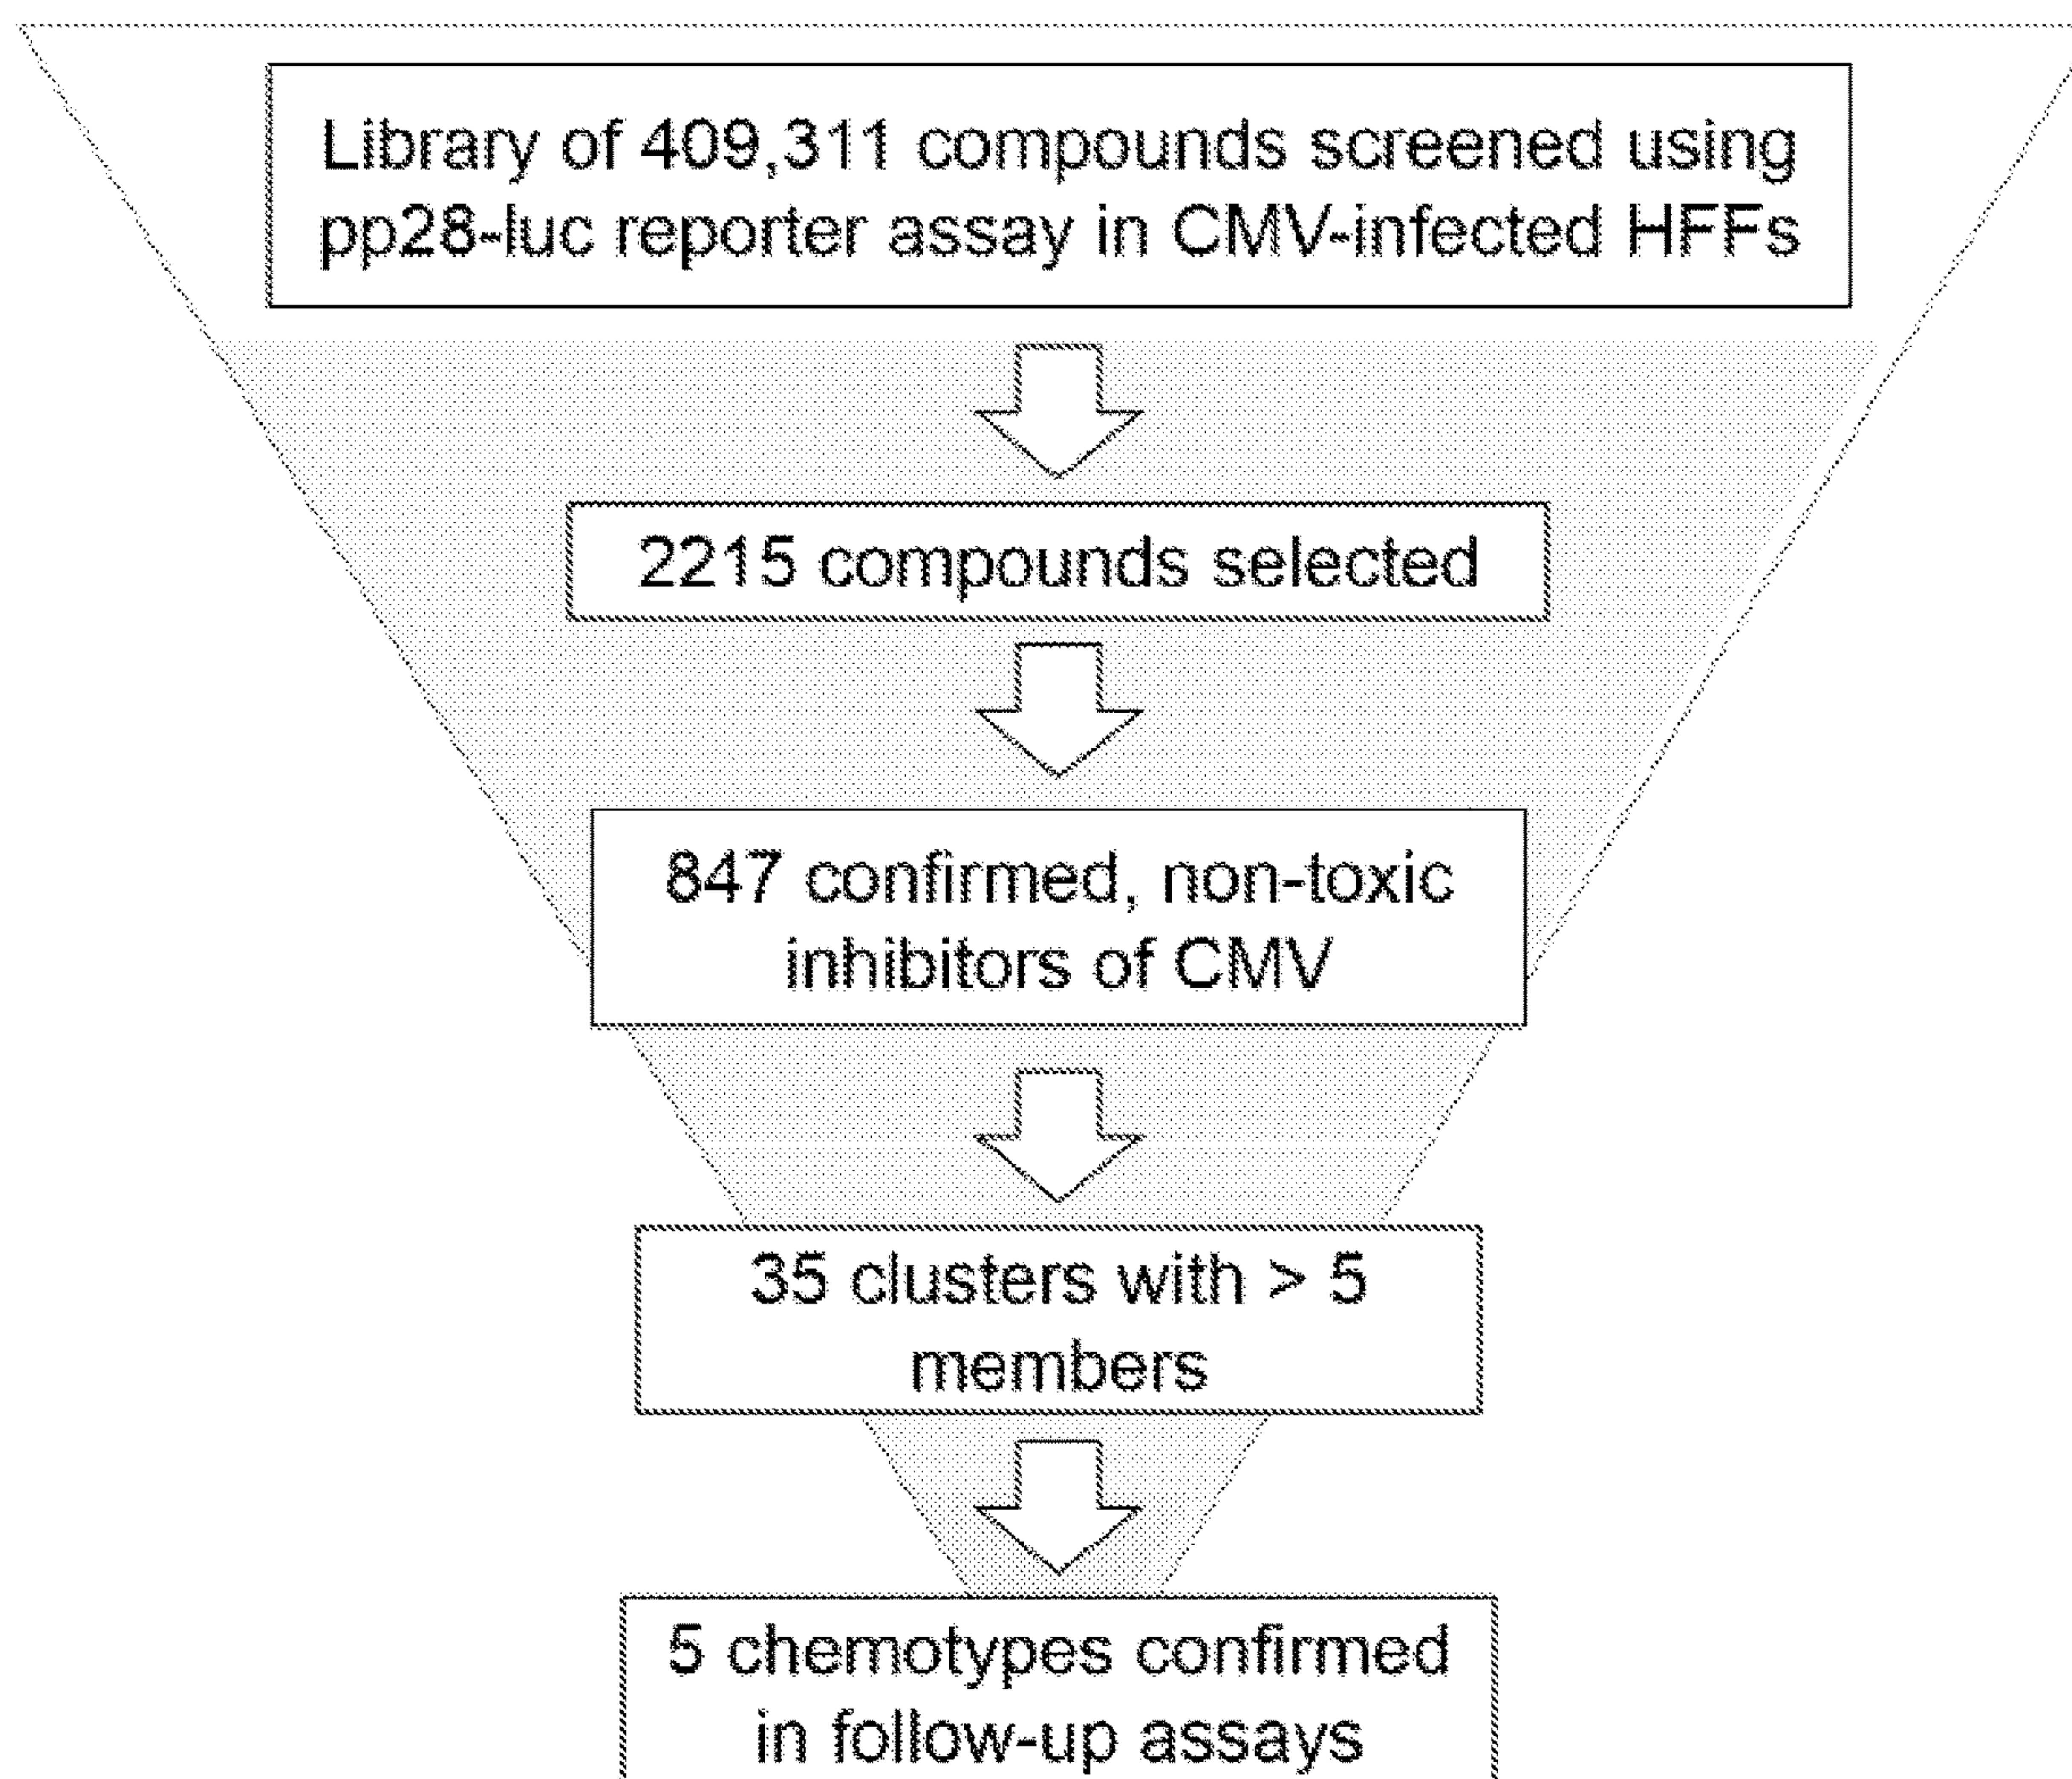 Library of 409,311 compounds screened using
pp28-luc reporter assay in CMV-infected HFFs
2215 compounds selected
847 confirmed, non-toxic
inhibitors of CMV
35 clusters with > 5
members
5 chemotypes confirmed
in follow-up assays